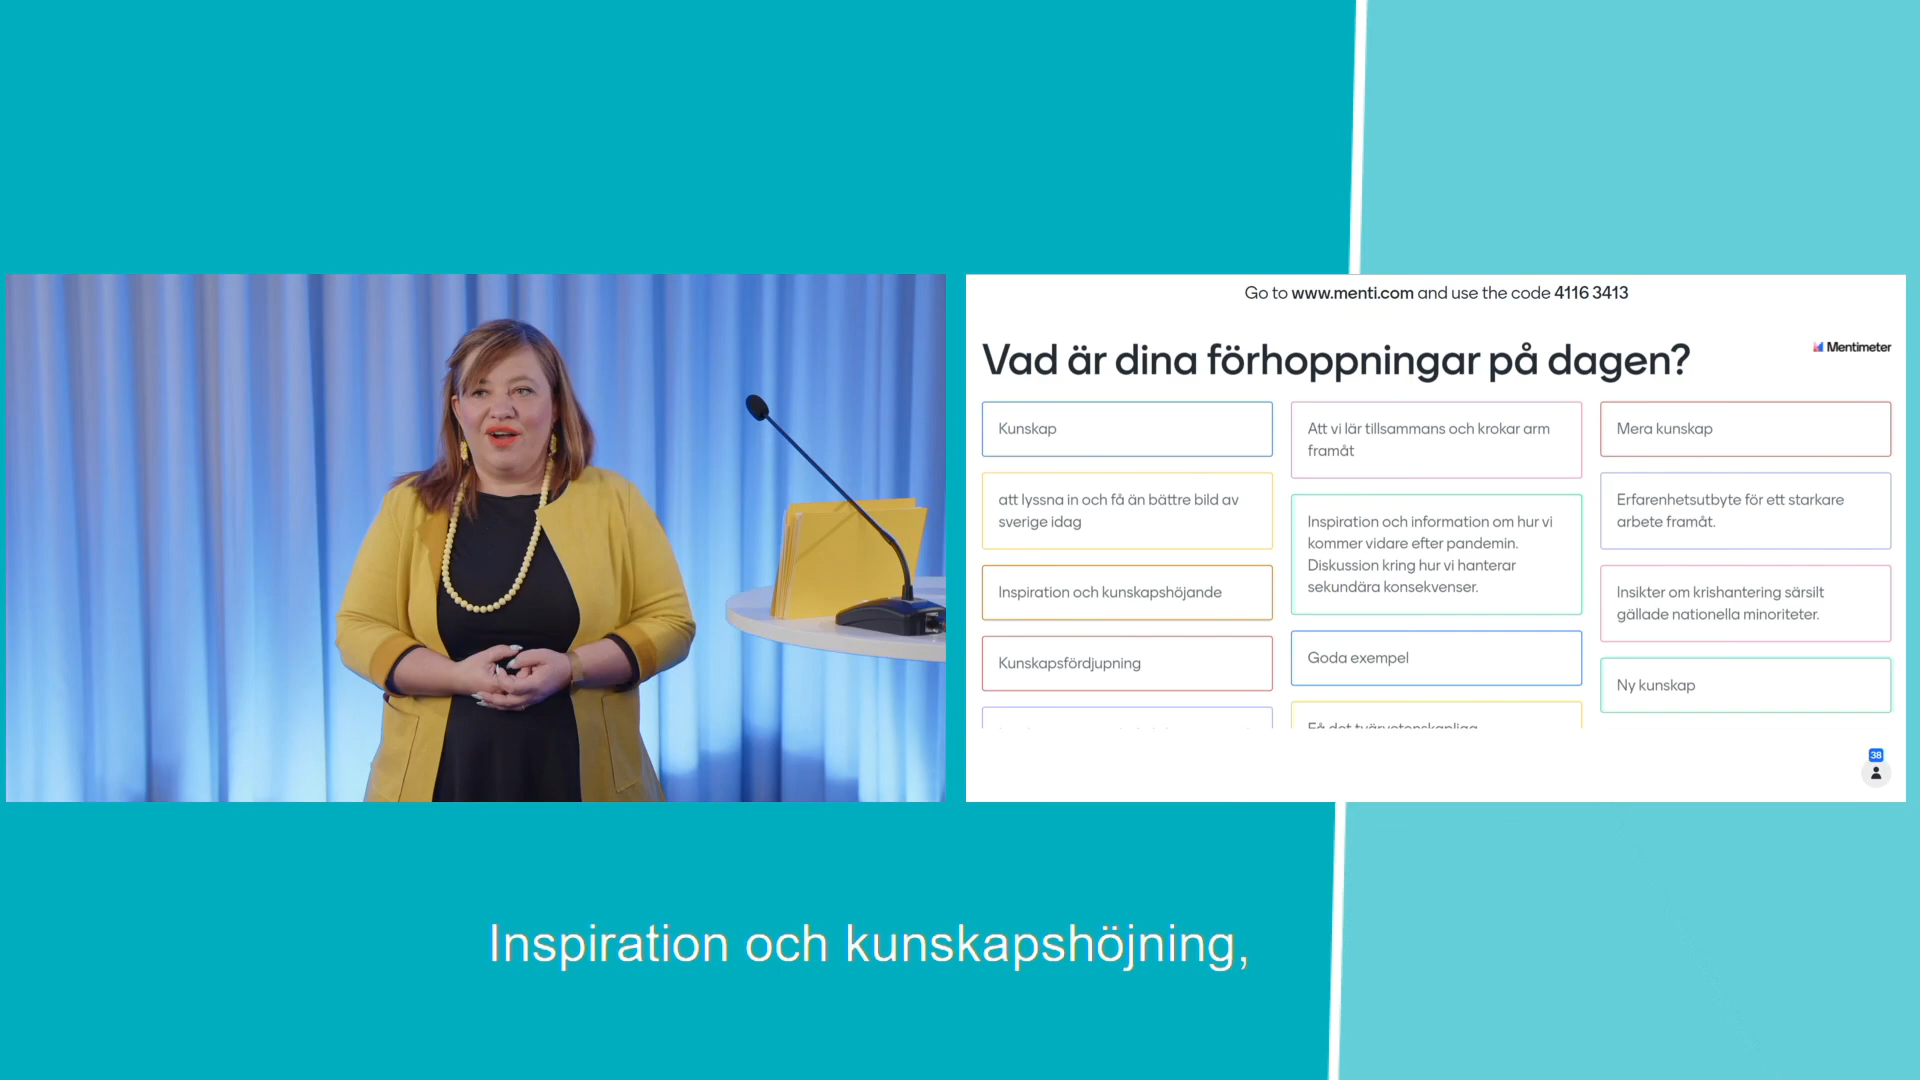 Go to www.menti.com and use the code 4116 3413
Vad är dina förhoppningar på dagen?
Mentimeter
Kunskap
att lyssna in och få än bättre bild av
sverige idag
Inspiration och kunskapshöjande
Kunskapsfördjupning
Att vi lär tillsammans och krokar arm
framåt
Inspiration och information om hur vi
kommer vidare efter pandemin.
Diskussion kring hur vi hanterar
sekundära konsekvenser.
Goda exempel
Få det tvärvetenskapliga
Mera kunskap
Erfarenhetsutbyte för ett starkare
arbete framåt.
Insikter om krishantering särsilt
gällade nationella minoriteter.
Ny kunskap
38
Inspiration och kunskapshöjning,